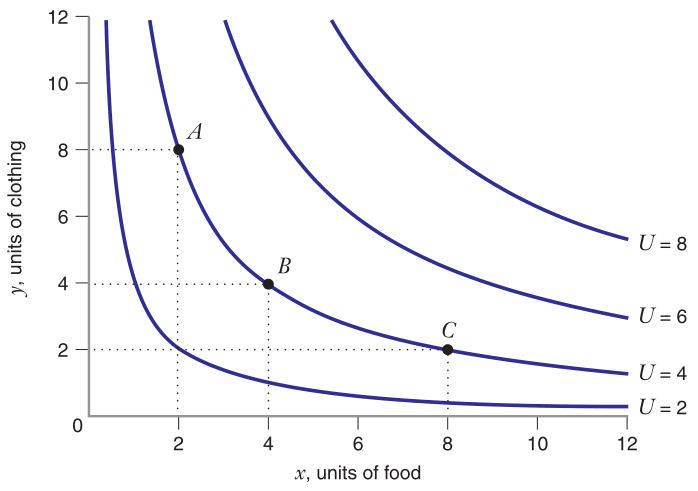 12
10
8
6
4
2
0
y, units of clothing
A
B
C
U = 8
U = 6
U = 4
U = 2
2
4
6
8
10
12
x, units of food